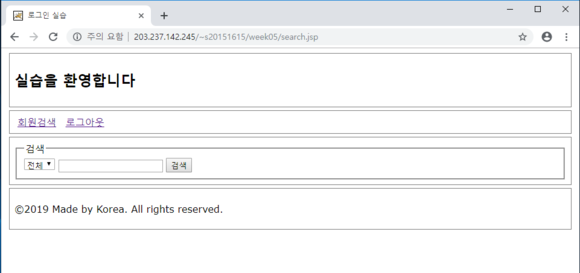 로그인 실습
주의 요함 | 203.237.142.245/~s20151615/week05/search.jsp
실습을 환영합니다
회원검색 로그아웃
검색
전체 검색
©2019 Made by Korea. All rights reserved.